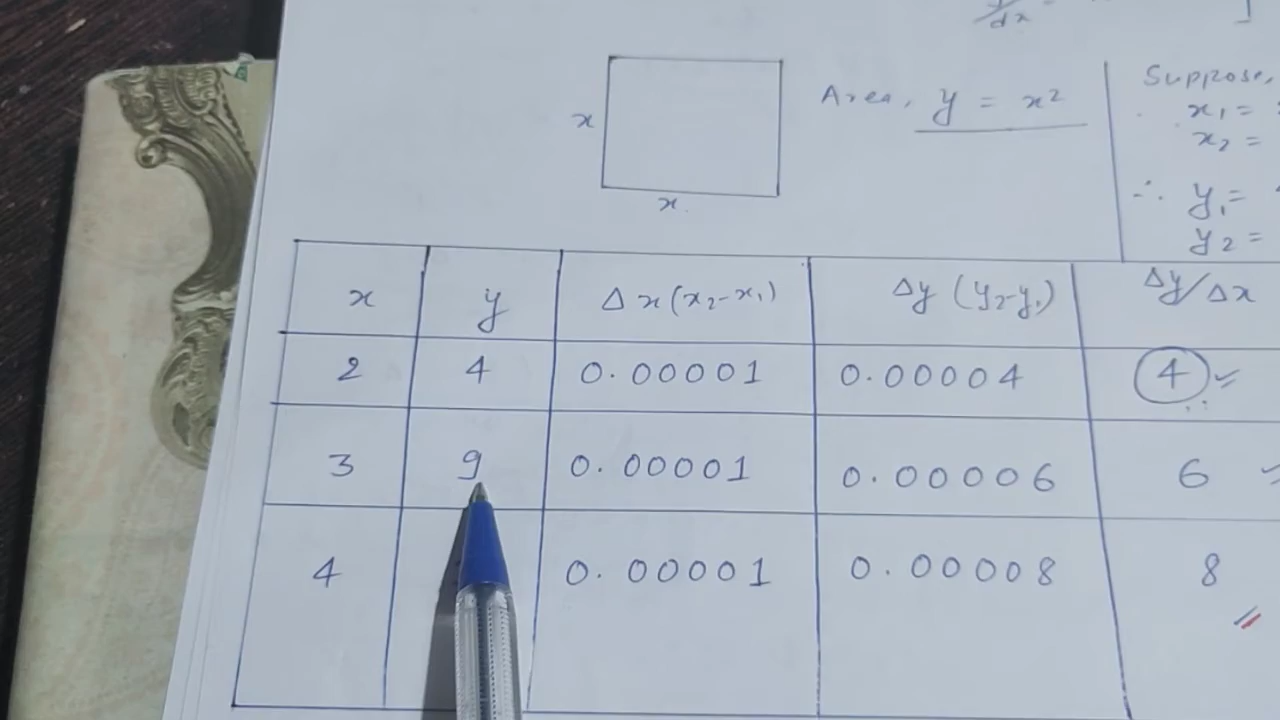 dx
x
Area, y = x²
x
Suppose,
x₁ =
x₂ =
∴ y₁ =
y₂ =
x y Δx(x₂-x₁) Δy (y₂-y₁) Δy/Δx
2 4 0.00001 0.00004 4
3 9 0.00001 0.00006 6
4 0.00001 0.00008 8